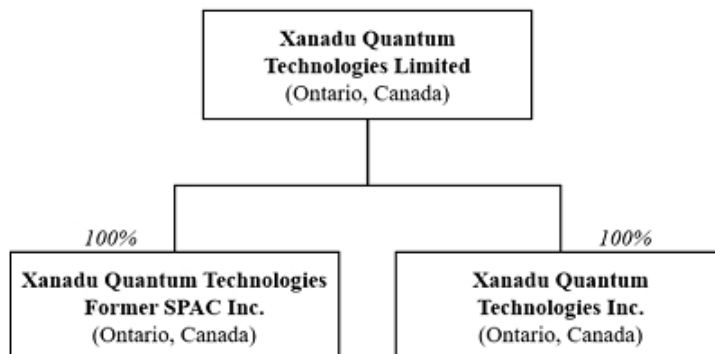 Xanadu Quantum
Technologies Limited
(Ontario, Canada)
100%
100%
Xanadu Quantum Technologies
Former SPAC Inc.
(Ontario, Canada)
Xanadu Quantum
Technologies Inc.
(Ontario, Canada)